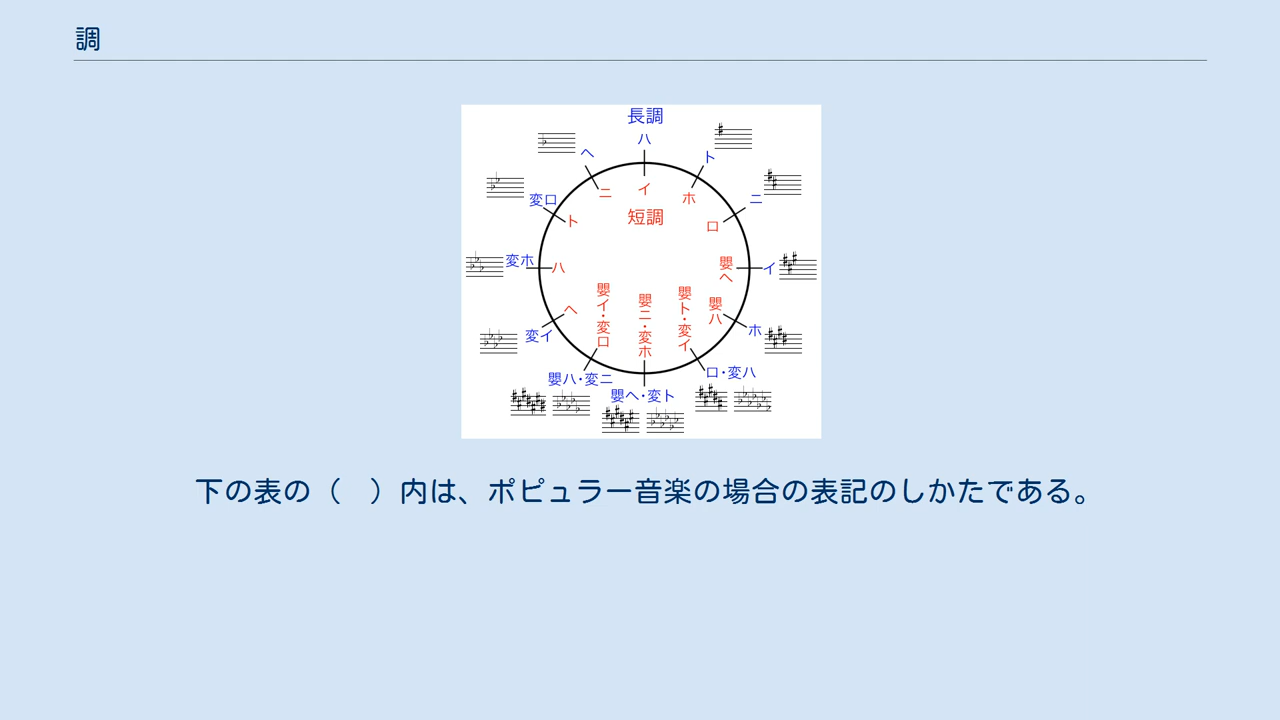 調
長調
ハ
ト
ニ
イ
ホ
ロ・変ハ
嬰ヘ・変ト
嬰ハ・変ニ
変イ
変ホ
変ロ
ヘ
短調
イ
ホ
ロ
嬰ヘ
嬰ハ
嬰ト・変イ
嬰ニ・変ホ
嬰イ・変ロ
ヘ
ハ
ト
ニ
下の表の（　）内は、ポピュラー音楽の場合の表記のしかたである。